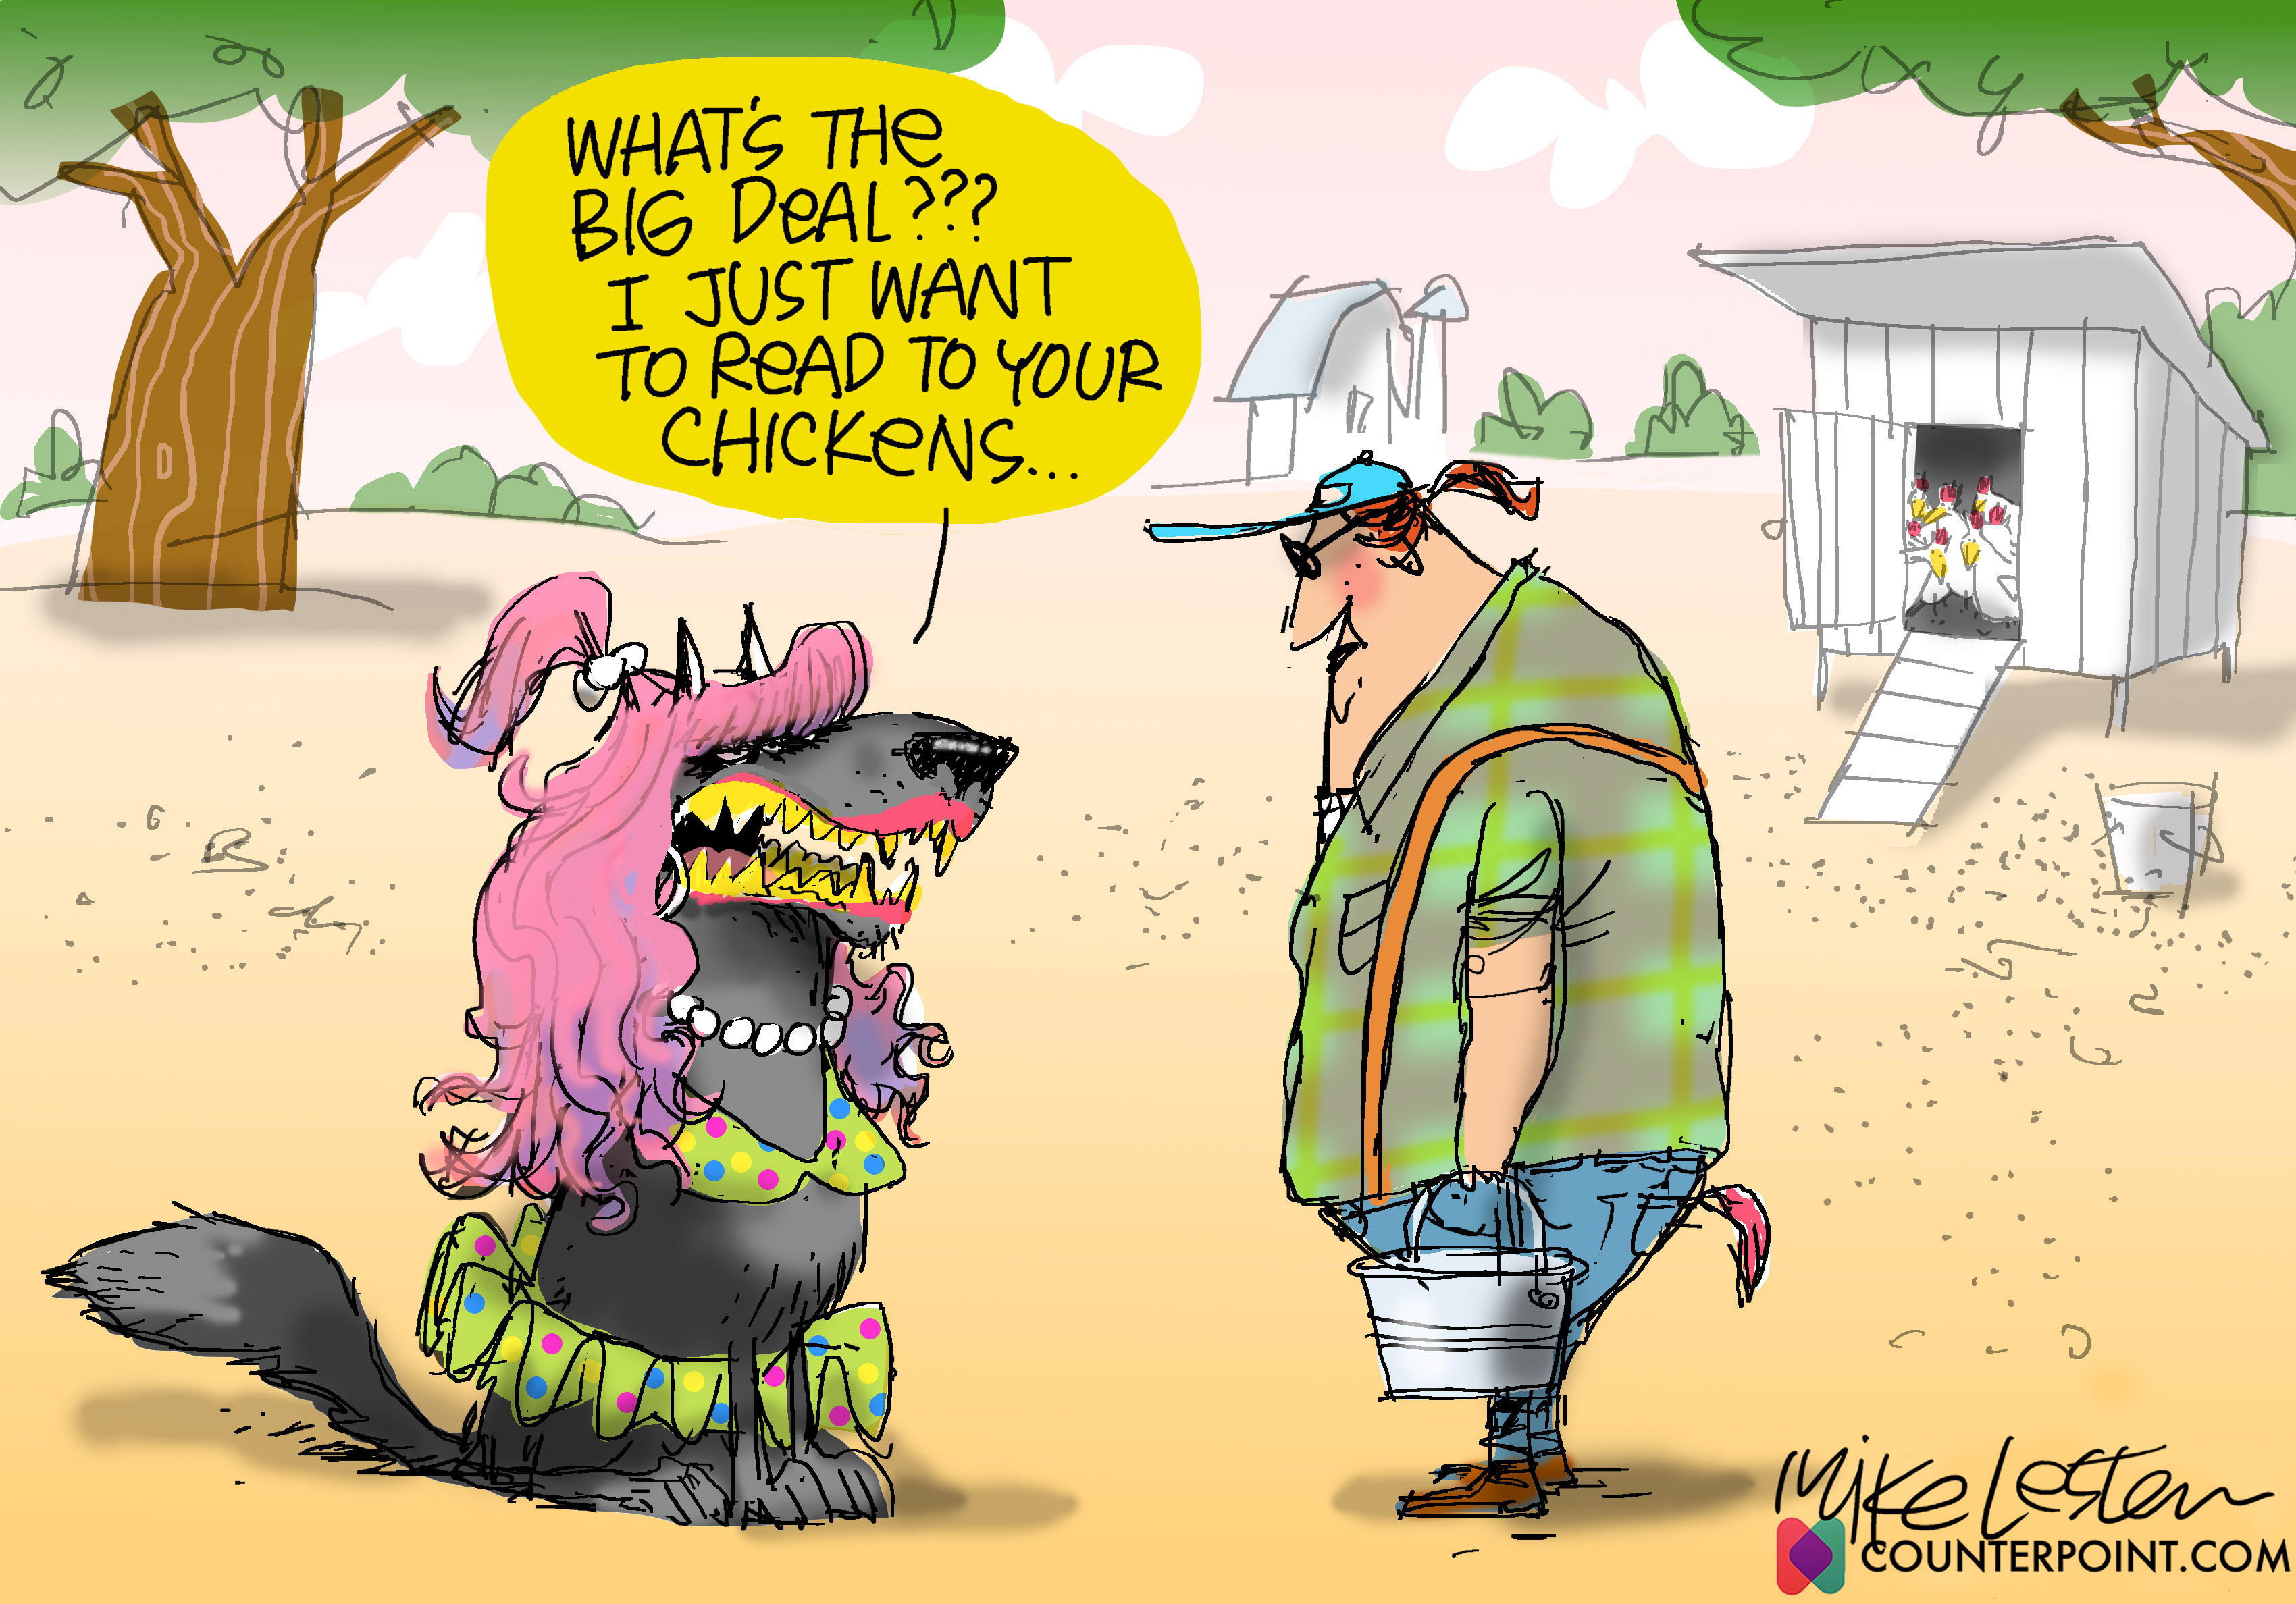 WHAT'S THE
BIG DEAL???
I JUST WANT
TO READ TO YOUR
CHICKENS...
Mike Lester
COUNTERPOINT.COM